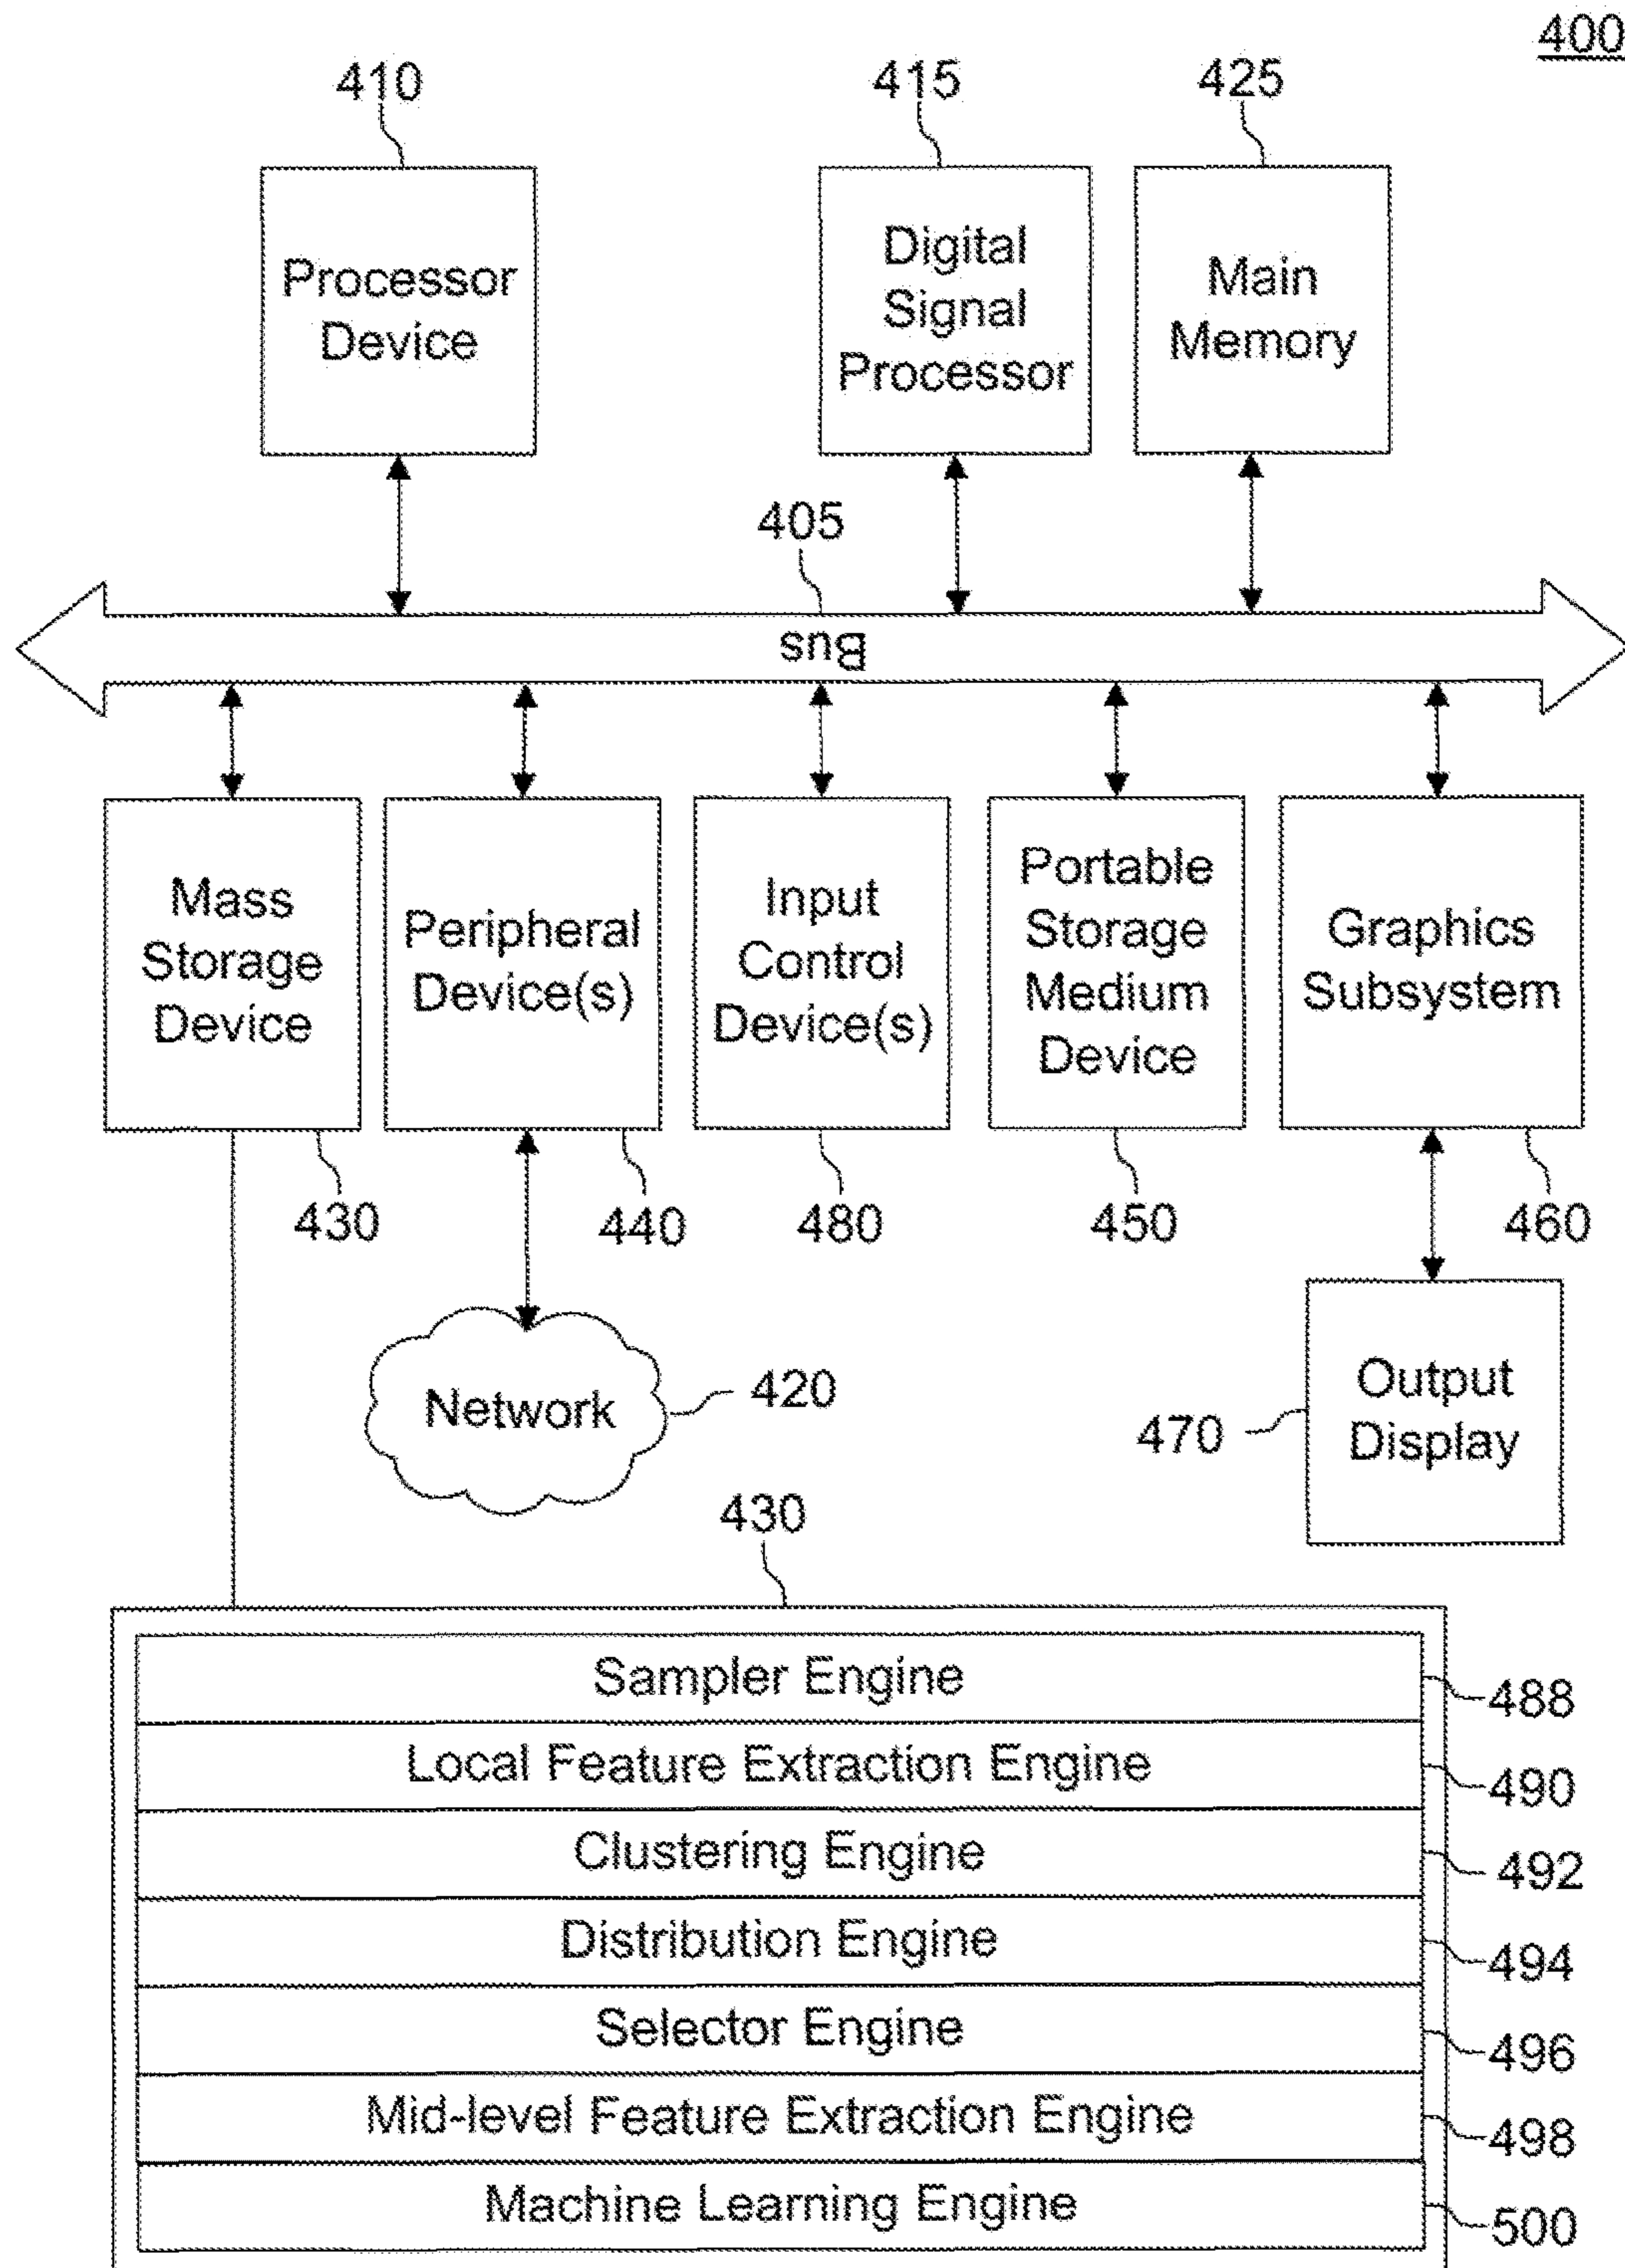 400
410
415
425
Processor
Device
Digital
Signal
Processor
Main
Memory
405
Bus
Mass
Storage
Device
Peripheral
Device(s)
Input
Control
Device(s)
Portable
Storage
Medium
Device
Graphics
Subsystem
430
440
480
450
460
Network
420
470
Output
Display
430
Sampler Engine
488
Local Feature Extraction Engine
490
Clustering Engine
492
Distribution Engine
494
Selector Engine
496
Mid-level Feature Extraction Engine
498
Machine Learning Engine
500